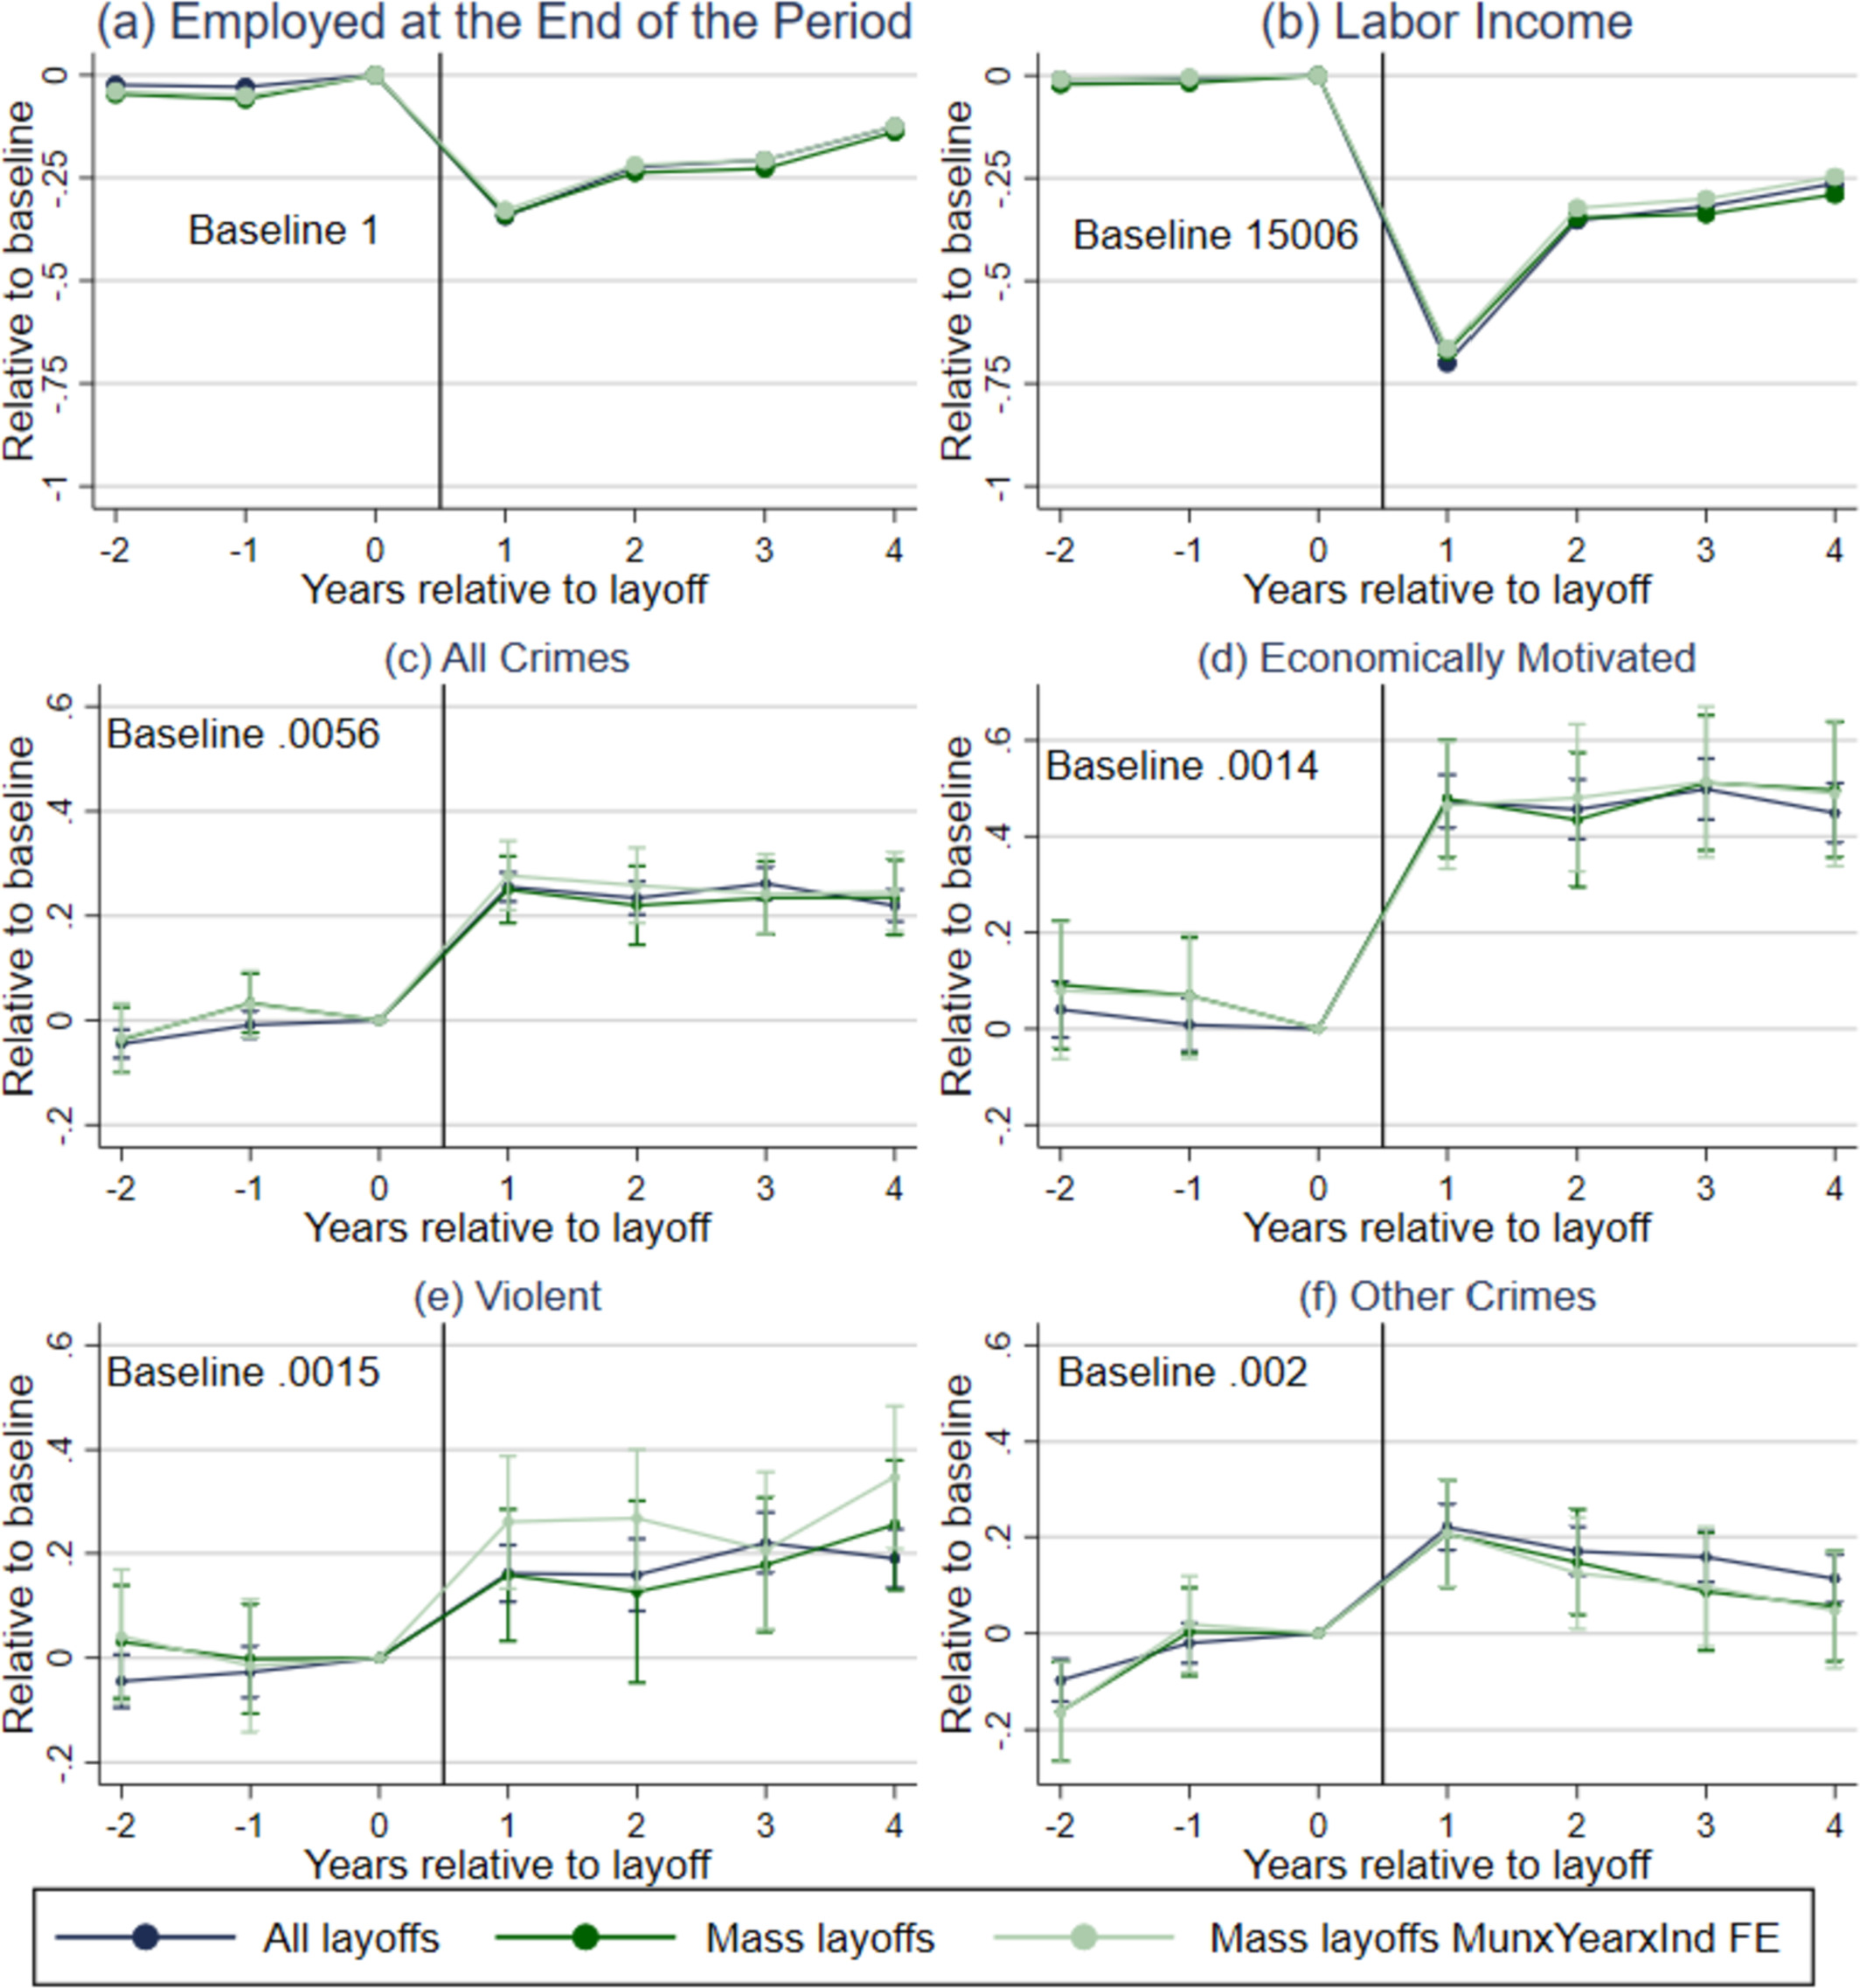 (a) Employed at the End of the Period
Relative to baseline
0
-.25
-.5
-.75
-1
Baseline 1
-2 -1 0 1 2 3 4
Years relative to layoff
(b) Labor Income
Relative to baseline
0
-.25
-.5
-.75
-1
Baseline 15006
-2 -1 0 1 2 3 4
Years relative to layoff
(c) All Crimes
Relative to baseline
.6
.4
.2
0
-.2
Baseline .0056
-2 -1 0 1 2 3 4
Years relative to layoff
(d) Economically Motivated
Relative to baseline
.6
.4
.2
0
-.2
Baseline .0014
-2 -1 0 1 2 3 4
Years relative to layoff
(e) Violent
Relative to baseline
.6
.4
.2
0
-.2
Baseline .0015
-2 -1 0 1 2 3 4
Years relative to layoff
(f) Other Crimes
Relative to baseline
.6
.4
.2
0
-.2
Baseline .002
-2 -1 0 1 2 3 4
Years relative to layoff
All layoffs Mass layoffs Mass layoffs MunxYearxInd FE